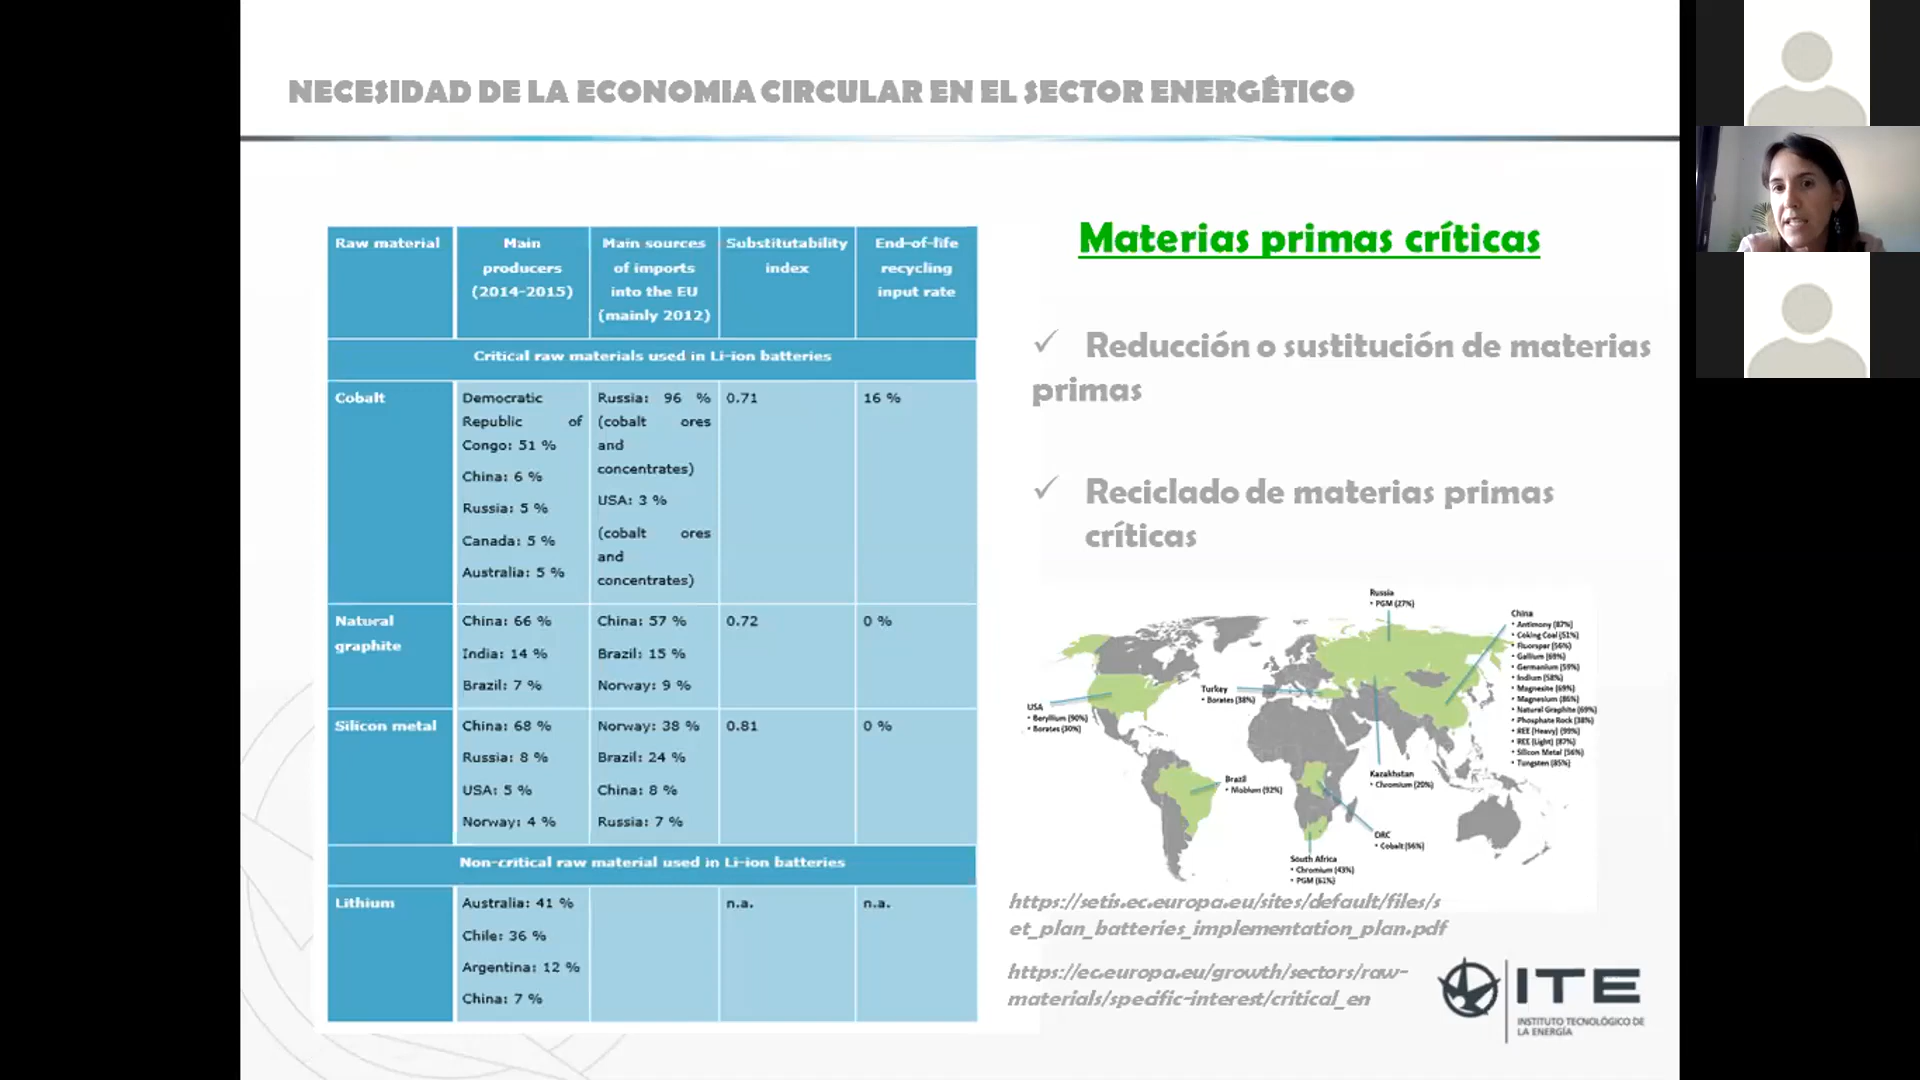 NECESIDAD DE LA ECONOMIA CIRCULAR EN EL SECTOR ENERGÉTICO
Raw material
Main
producers
(2014-2015)
Main sources
of imports
into the EU
(mainly 2012)
Substitutability
index
End-of-life
recycling
input rate
Critical raw materials used in Li-ion batteries
Cobalt
Democratic
Republic of
Congo: 51 %
China: 6 %
Russia: 5 %
Canada: 5 %
Australia: 5 %
Russia: 96 %
(cobalt ores
and
concentrates)
USA: 3 %
(cobalt ores
and
concentrates)
0.71
16 %
Natural
graphite
China: 66 %
India: 14 %
Brazil: 7 %
China: 57 %
Brazil: 15 %
Norway: 9 %
0.72
0 %
Silicon metal
China: 68 %
Russia: 8 %
USA: 5 %
Norway: 4 %
Norway: 38 %
Brazil: 24 %
China: 8 %
Russia: 7 %
0.81
0 %
Non-critical raw material used in Li-ion batteries
Lithium
Australia: 41 %
Chile: 36 %
Argentina: 12 %
China: 7 %
n.a.
n.a.
Materias primas críticas
✓ Reducción o sustitución de materias
primas
✓ Reciclado de materias primas
críticas
Russia
• PGM (27%)
China
• Antimony (87%)
• Coking Coal (51%)
• Fluorspar (56%)
• Gallium (69%)
• Germanium (59%)
• Indium (58%)
• Magnesite (69%)
• Magnesium (86%)
• Natural Graphite (69%)
• Phosphate Rock (38%)
• REE (Heavy) (99%)
• REE (Light) (87%)
• Silicon Metal (56%)
• Tungsten (85%)
Turkey
• Borates (38%)
USA
• Beryllium (90%)
• Borates (30%)
Kazakhstan
• Chromium (20%)
Brazil
• Niobium (92%)
DRC
• Cobalt (56%)
South Africa
• Chromium (43%)
• PGM (61%)
https://setis.ec.europa.eu/sites/default/files/s
et_plan_batteries_implementation_plan.pdf
https://ec.europa.eu/growth/sectors/raw-
materials/specific-interest/critical_en
ITE
INSTITUTO TECNOLÓGICO DE
LA ENERGÍA